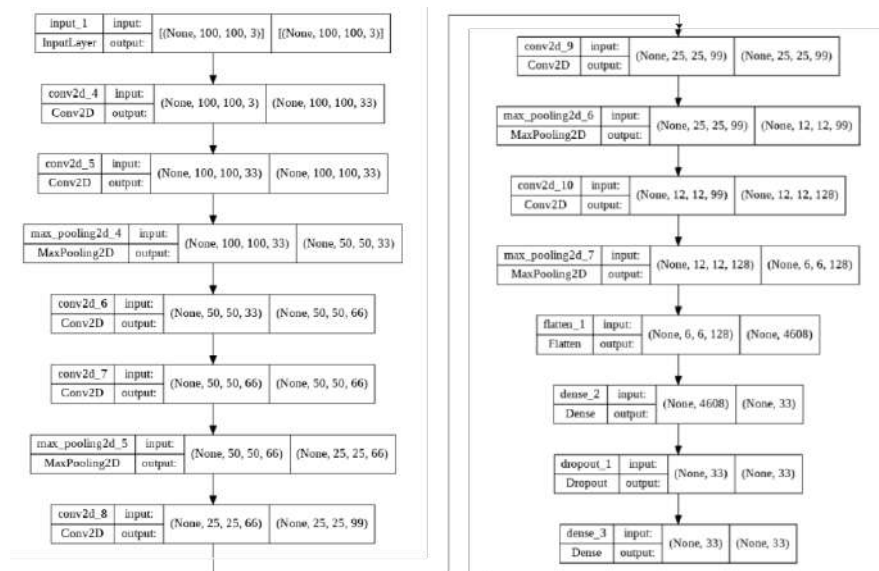 input_1 input: [(None, 100, 100, 3)] [(None, 100, 100, 3)]
InputLayer output:
conv2d_4 input: (None, 100, 100, 3) (None, 100, 100, 33)
Conv2D output:
conv2d_5 input: (None, 100, 100, 33) (None, 100, 100, 33)
Conv2D output:
max_pooling2d_4 input: (None, 100, 100, 33) (None, 50, 50, 33)
MaxPooling2D output:
conv2d_6 input: (None, 50, 50, 33) (None, 50, 50, 66)
Conv2D output:
conv2d_7 input: (None, 50, 50, 66) (None, 50, 50, 66)
Conv2D output:
max_pooling2d_5 input: (None, 50, 50, 66) (None, 25, 25, 66)
MaxPooling2D output:
conv2d_8 input: (None, 25, 25, 66) (None, 25, 25, 99)
Conv2D output:
conv2d_9 input: (None, 25, 25, 99) (None, 25, 25, 99)
Conv2D output:
max_pooling2d_6 input: (None, 25, 25, 99) (None, 12, 12, 99)
MaxPooling2D output:
conv2d_10 input: (None, 12, 12, 99) (None, 12, 12, 128)
Conv2D output:
max_pooling2d_7 input: (None, 12, 12, 128) (None, 6, 6, 128)
MaxPooling2D output:
flatten_1 input: (None, 6, 6, 128) (None, 4608)
Flatten output:
dense_2 input: (None, 4608) (None, 33)
Dense output:
dropout_1 input: (None, 33) (None, 33)
Dropout output:
dense_3 input: (None, 33) (None, 33)
Dense output: